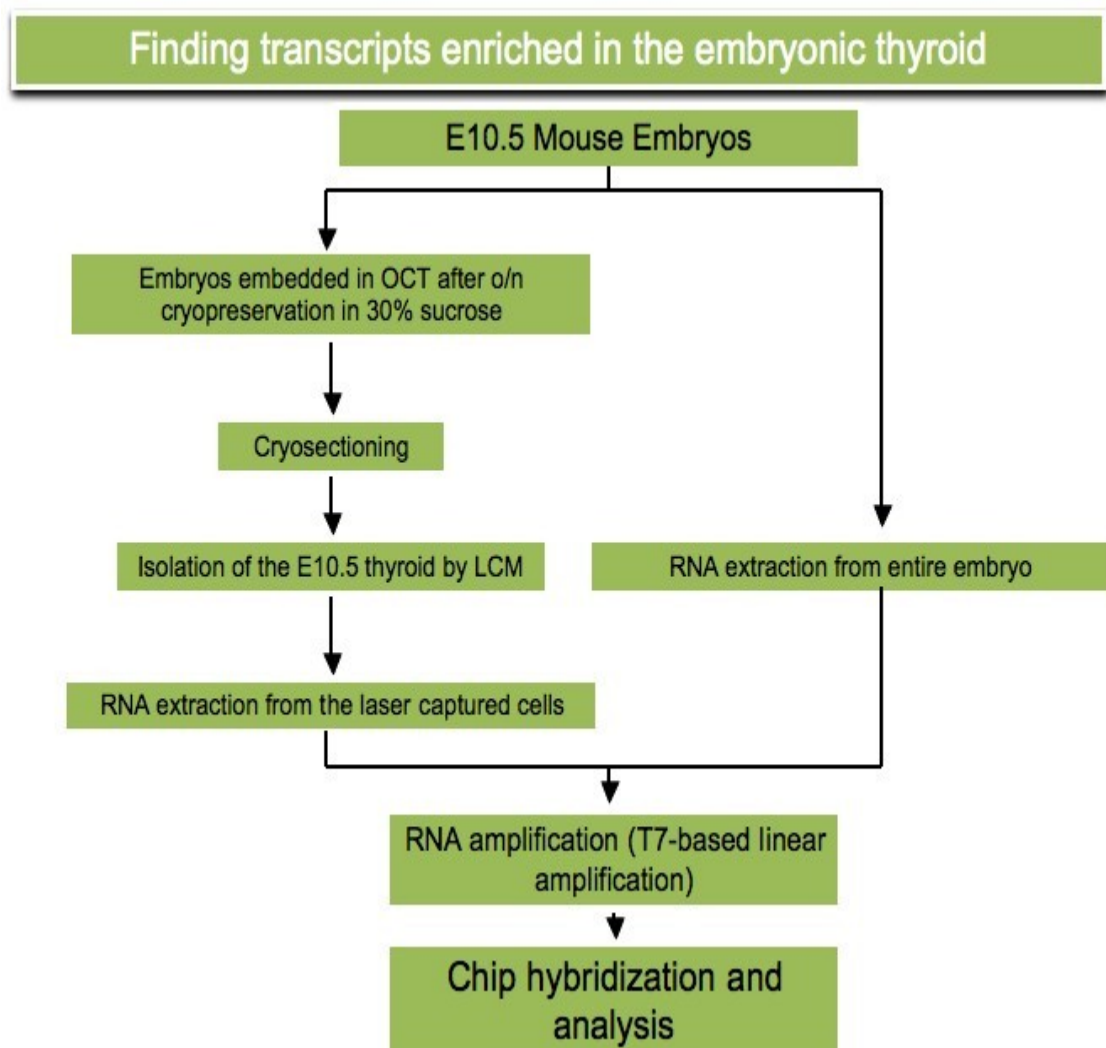 Finding transcripts enriched in the embryonic thyroid
E10.5 Mouse Embryos
Embryos embedded in OCT after o/n
cryopreservation in 30% sucrose
Cryosectioning
Isolation of the E10.5 thyroid by LCM
RNA extraction from entire embryo
RNA extraction from the laser captured cells
RNA amplification (T7-based linear
amplification)
Chip hybridization and
analysis